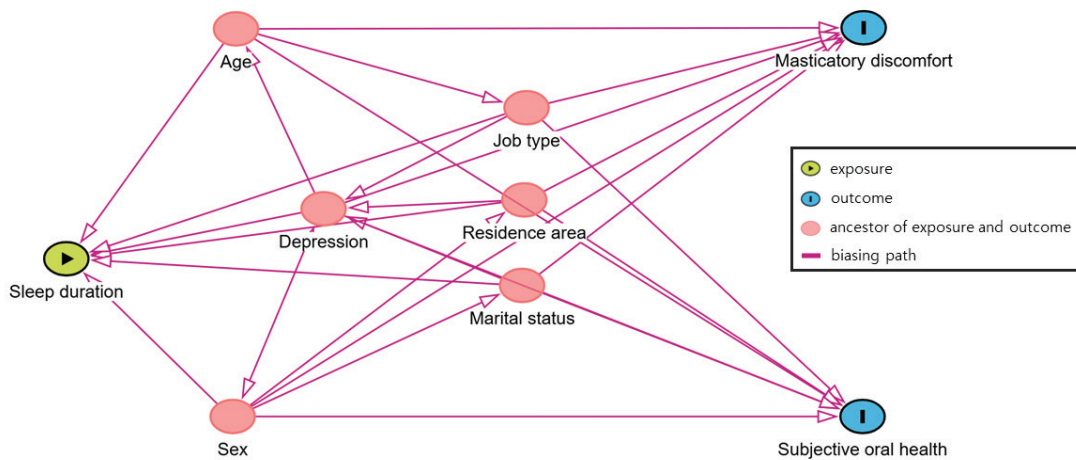 Age
Masticatory discomfort
Job type
exposure
outcome
ancestor of exposure and outcome
biasing path
Depression
Residence area
Sleep duration
Marital status
Sex
Subjective oral health